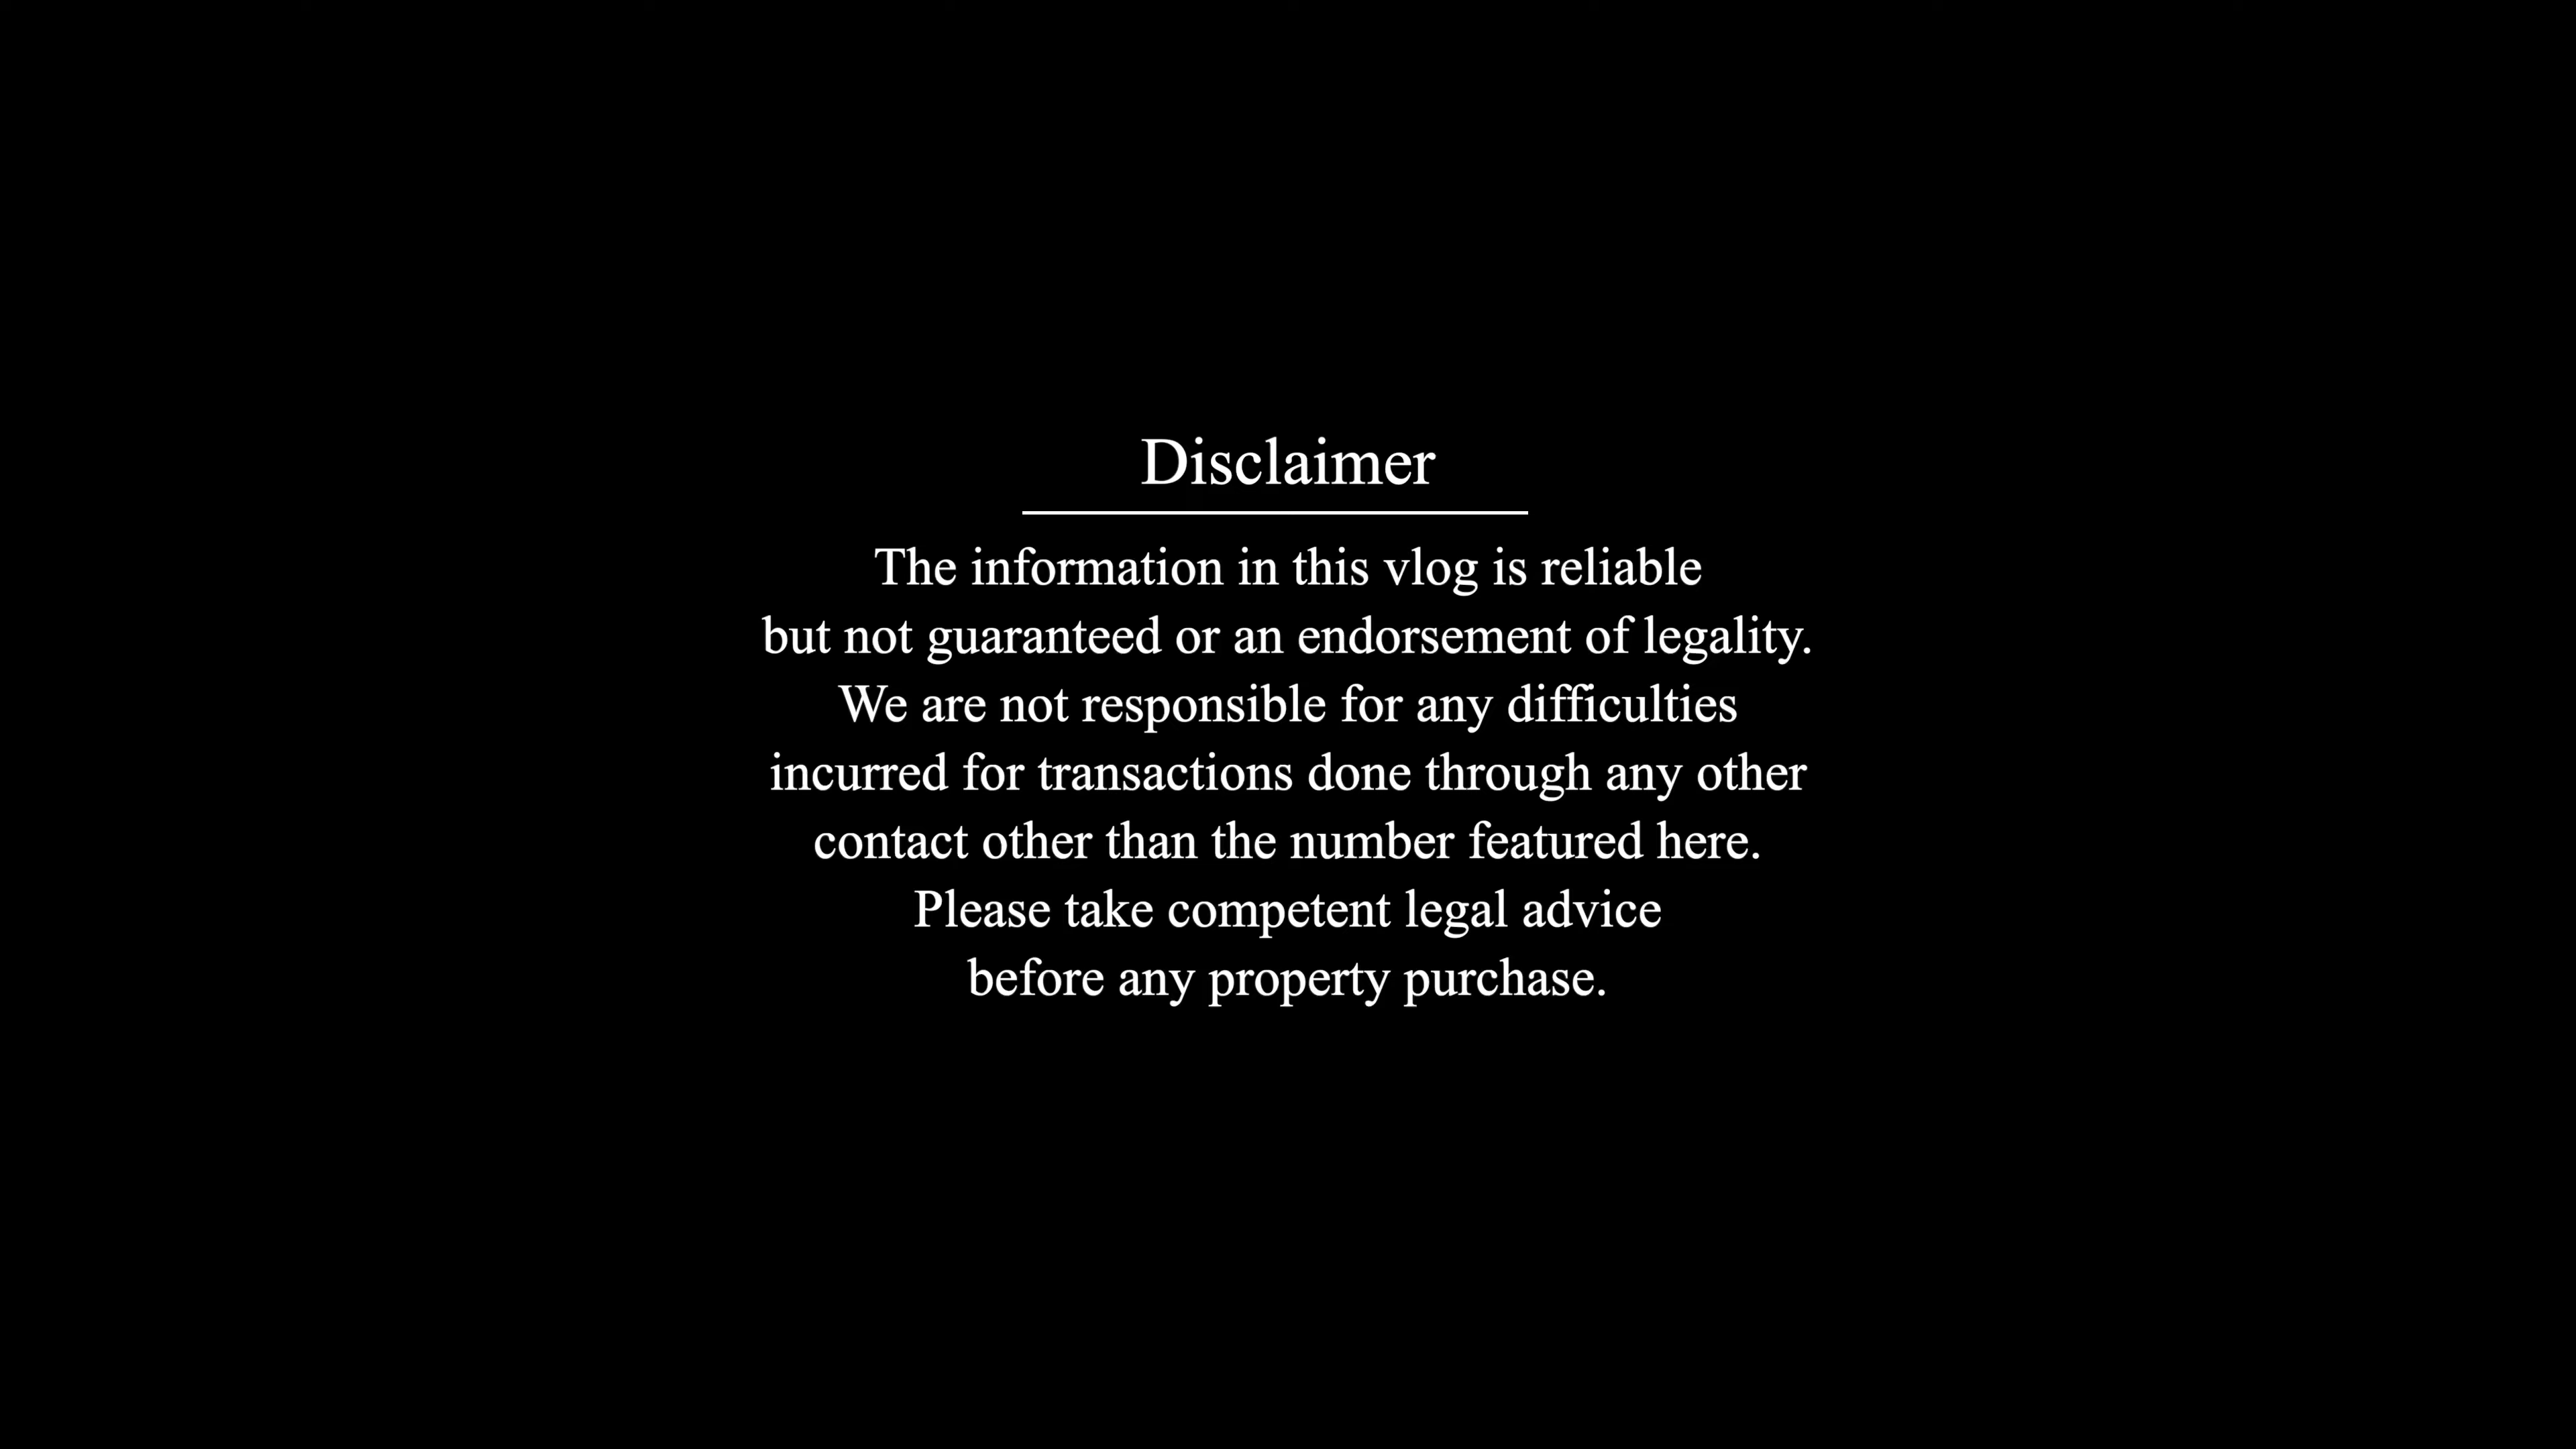 Disclaimer
The information in this vlog is reliable
but not guaranteed or an endorsement of legality.
We are not responsible for any difficulties
incurred for transactions done through any other
contact other than the number featured here.
Please take competent legal advice
before any property purchase.